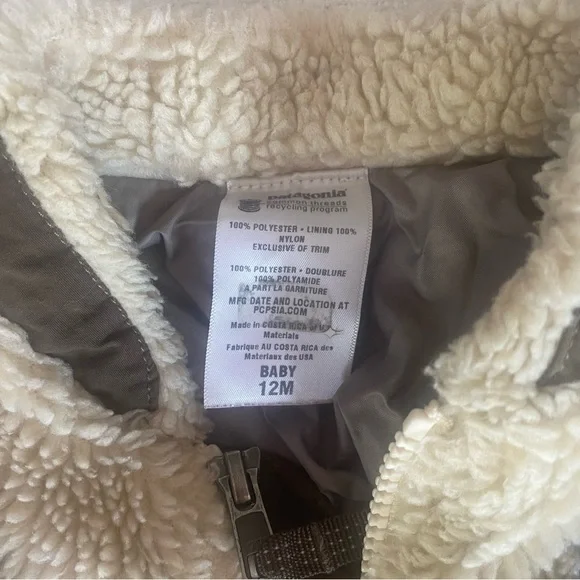 patagonia®
common threads
recycling program
100% POLYESTER • LINING 100%
NYLON
EXCLUSIVE OF TRIM
100% POLYESTER • DOUBLURE
100% POLYAMIDE
A PART LA GARNITURE
MFG DATE AND LOCATION AT
PCPSIA.COM
Made in COSTA RICA of
Materials
Fabrique AU COSTA RICA des
Materiaux des USA
BABY
12M